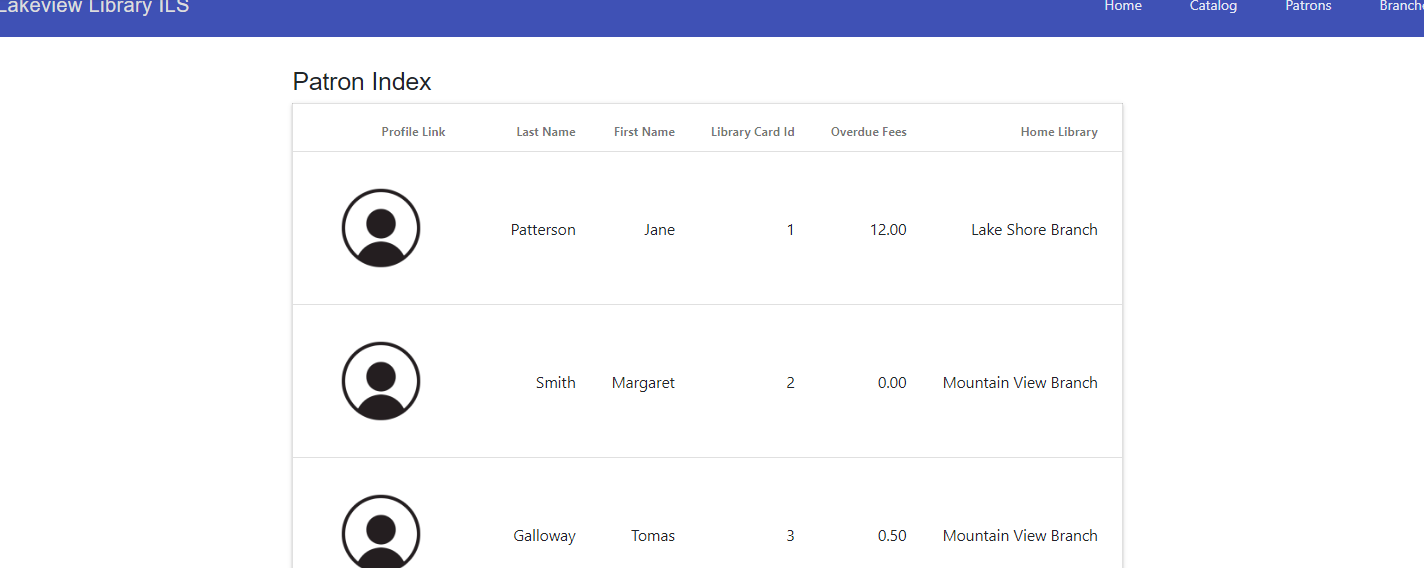 Lakeview Library ILS Home Catalog Patrons Branche
Patron Index
Profile Link Last Name First Name Library Card Id Overdue Fees Home Library
Patterson Jane 1 12.00 Lake Shore Branch
Smith Margaret 2 0.00 Mountain View Branch
Galloway Tomas 3 0.50 Mountain View Branch